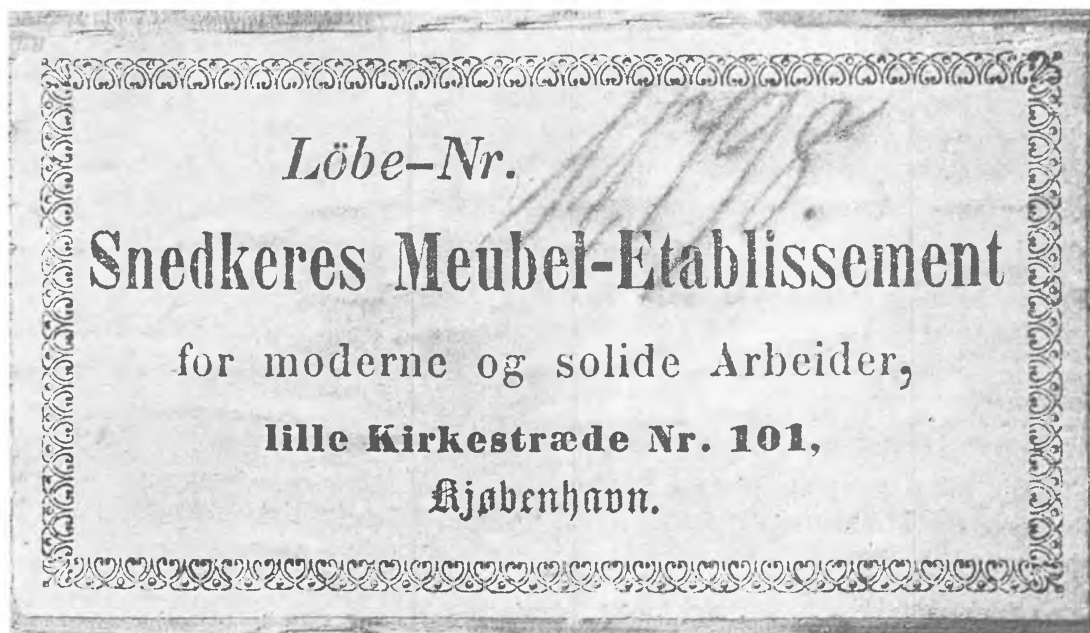 Löbe-Nr.
Snedkeres Meubel-Etablissement
for moderne og solide Arbeider,
lille Kirkestræde Nr. 101,
Kjøbenhavn.